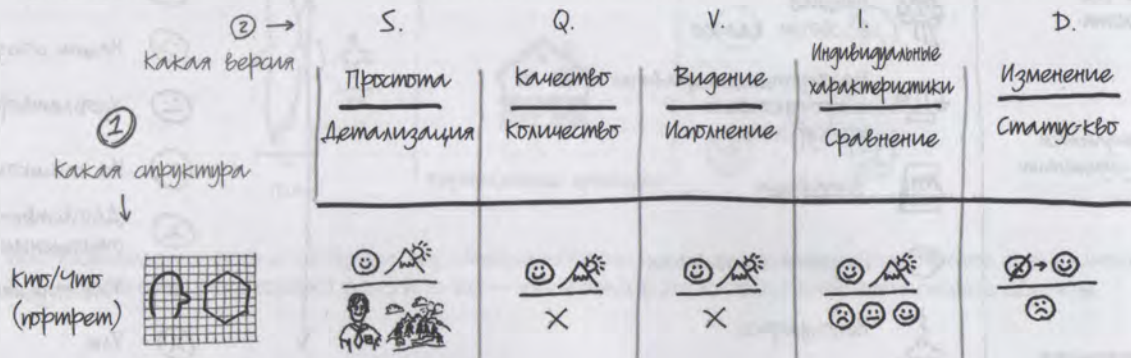 ② → S. Q. V. I. D.
Какая версия
Простота Качество Видение Индивидуальные характеристики Изменение
Детализация Количество Исполнение Сравнение Статус-кво
①
Какая структура
↓
Кто/Что
(портрет)